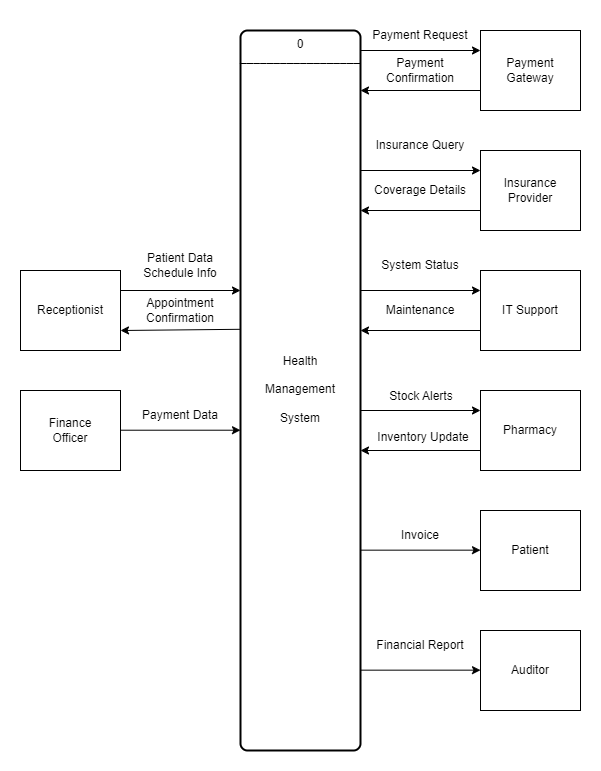 0
Payment Request
Payment
Confirmation
Payment
Gateway
Insurance Query
Coverage Details
Insurance
Provider
Patient Data
Schedule Info
Appointment
Confirmation
Receptionist
System Status
Maintenance
IT Support
Health
Management
System
Finance
Officer
Payment Data
Stock Alerts
Inventory Update
Pharmacy
Invoice
Patient
Financial Report
Auditor